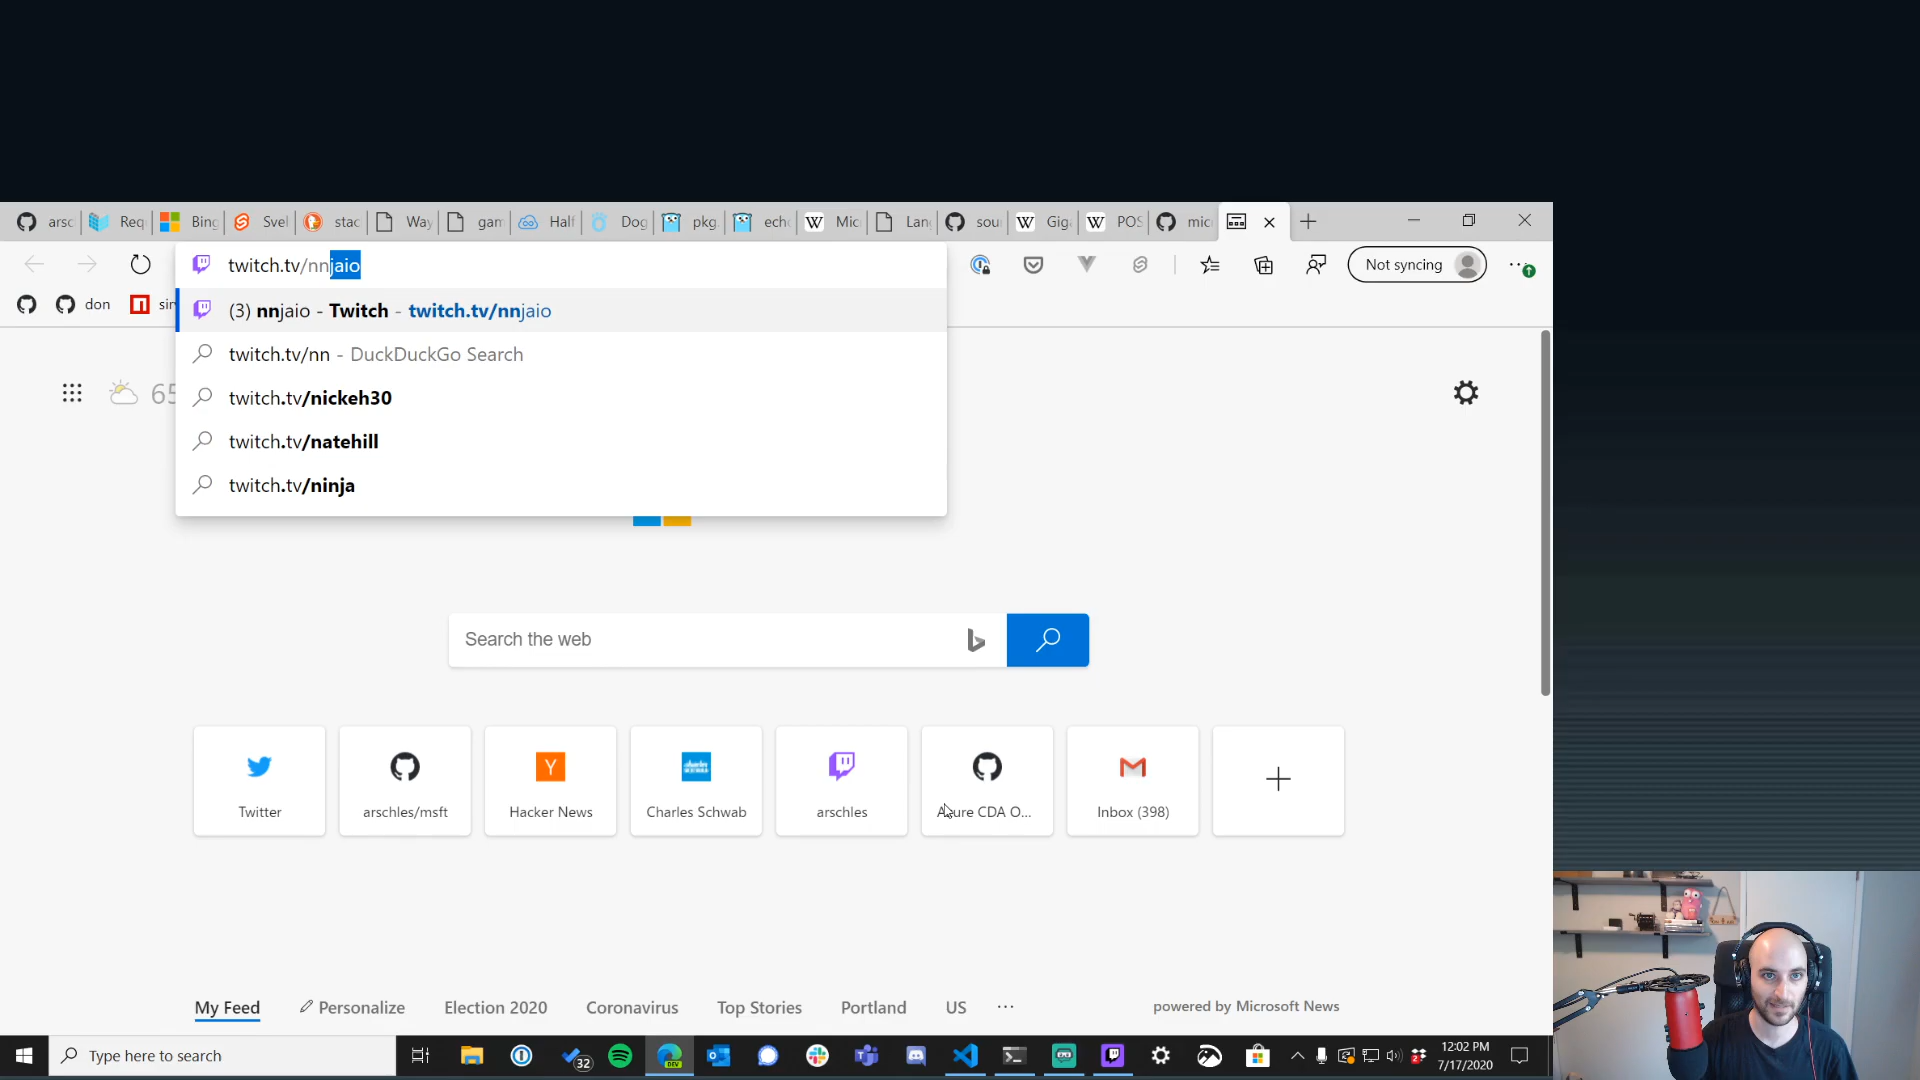 arsc Req Bing Svel stac Way gam Half Dog pkg. echo Mic Lan sou Giga POS mic
twitch.tv/nnjaio
Not syncing
don sin
(3) nnjaio - Twitch - twitch.tv/nnjaio
twitch.tv/nn - DuckDuckGo Search
twitch.tv/nickeh30
twitch.tv/natehill
twitch.tv/ninja
65
Search the web
Twitter arschles/msft Hacker News Charles Schwab arschles Azure CDA O... Inbox (398)
My Feed Personalize Election 2020 Coronavirus Top Stories Portland US ... powered by Microsoft News
Type here to search 32 DEV 12:02 PM
7/17/2020